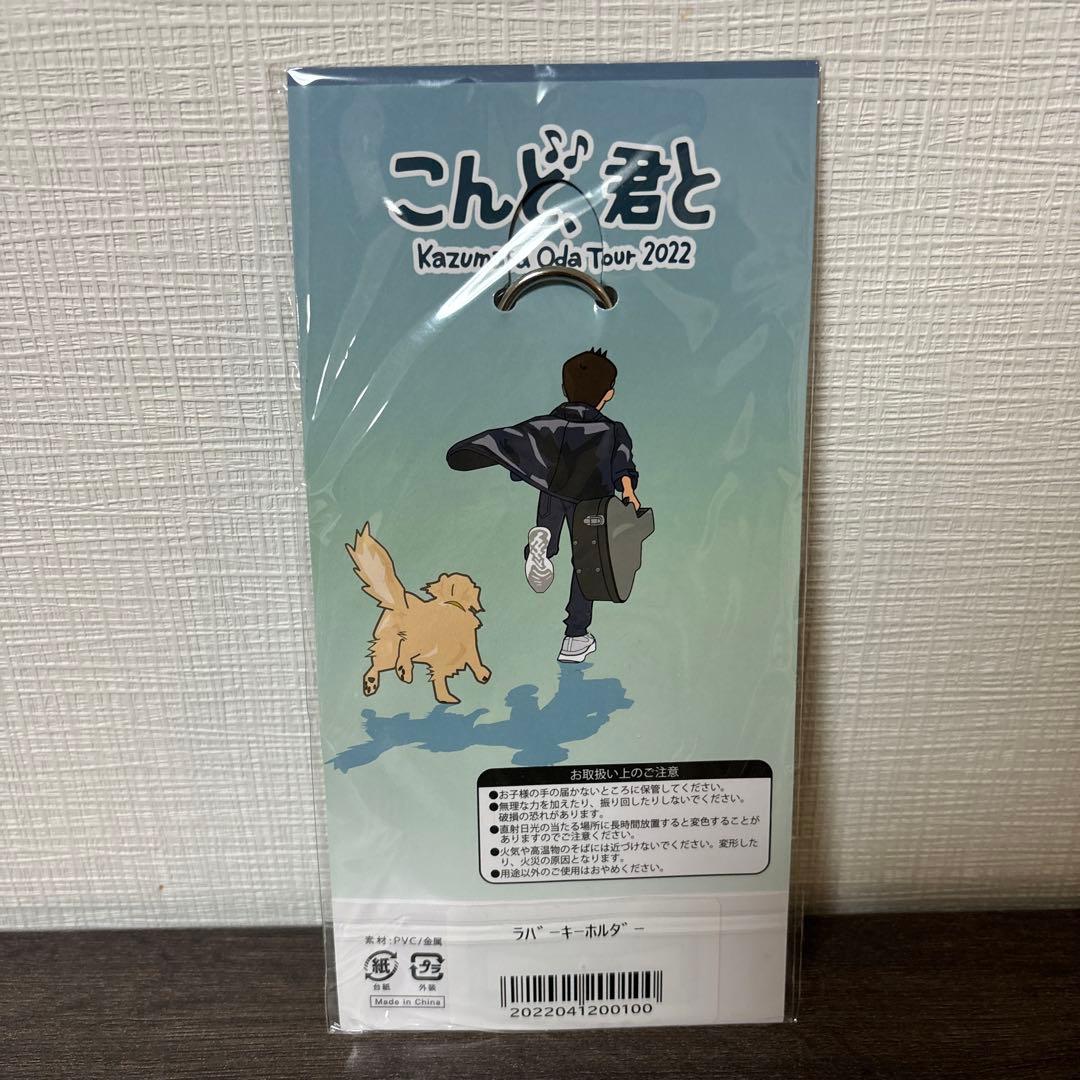 こんど、君と
Kazumasa Oda Tour 2022
お取扱い上のご注意
●お子様の手の届かないところに保管してください。
●無理な力を加えたり、振り回したりしないでください。
破損の恐れがあります。
●直射日光の当たる場所に長時間放置すると変色することが
ありますのでご注意ください。
●火気や高温物のそばには近づけないでください。変形した
り、火災の原因となります。
●用途以外のご使用はおやめください。
ラバーキーホルダー
素材:PVC/金属
紙
プラ
台紙
外装
Made in China
2022041200100